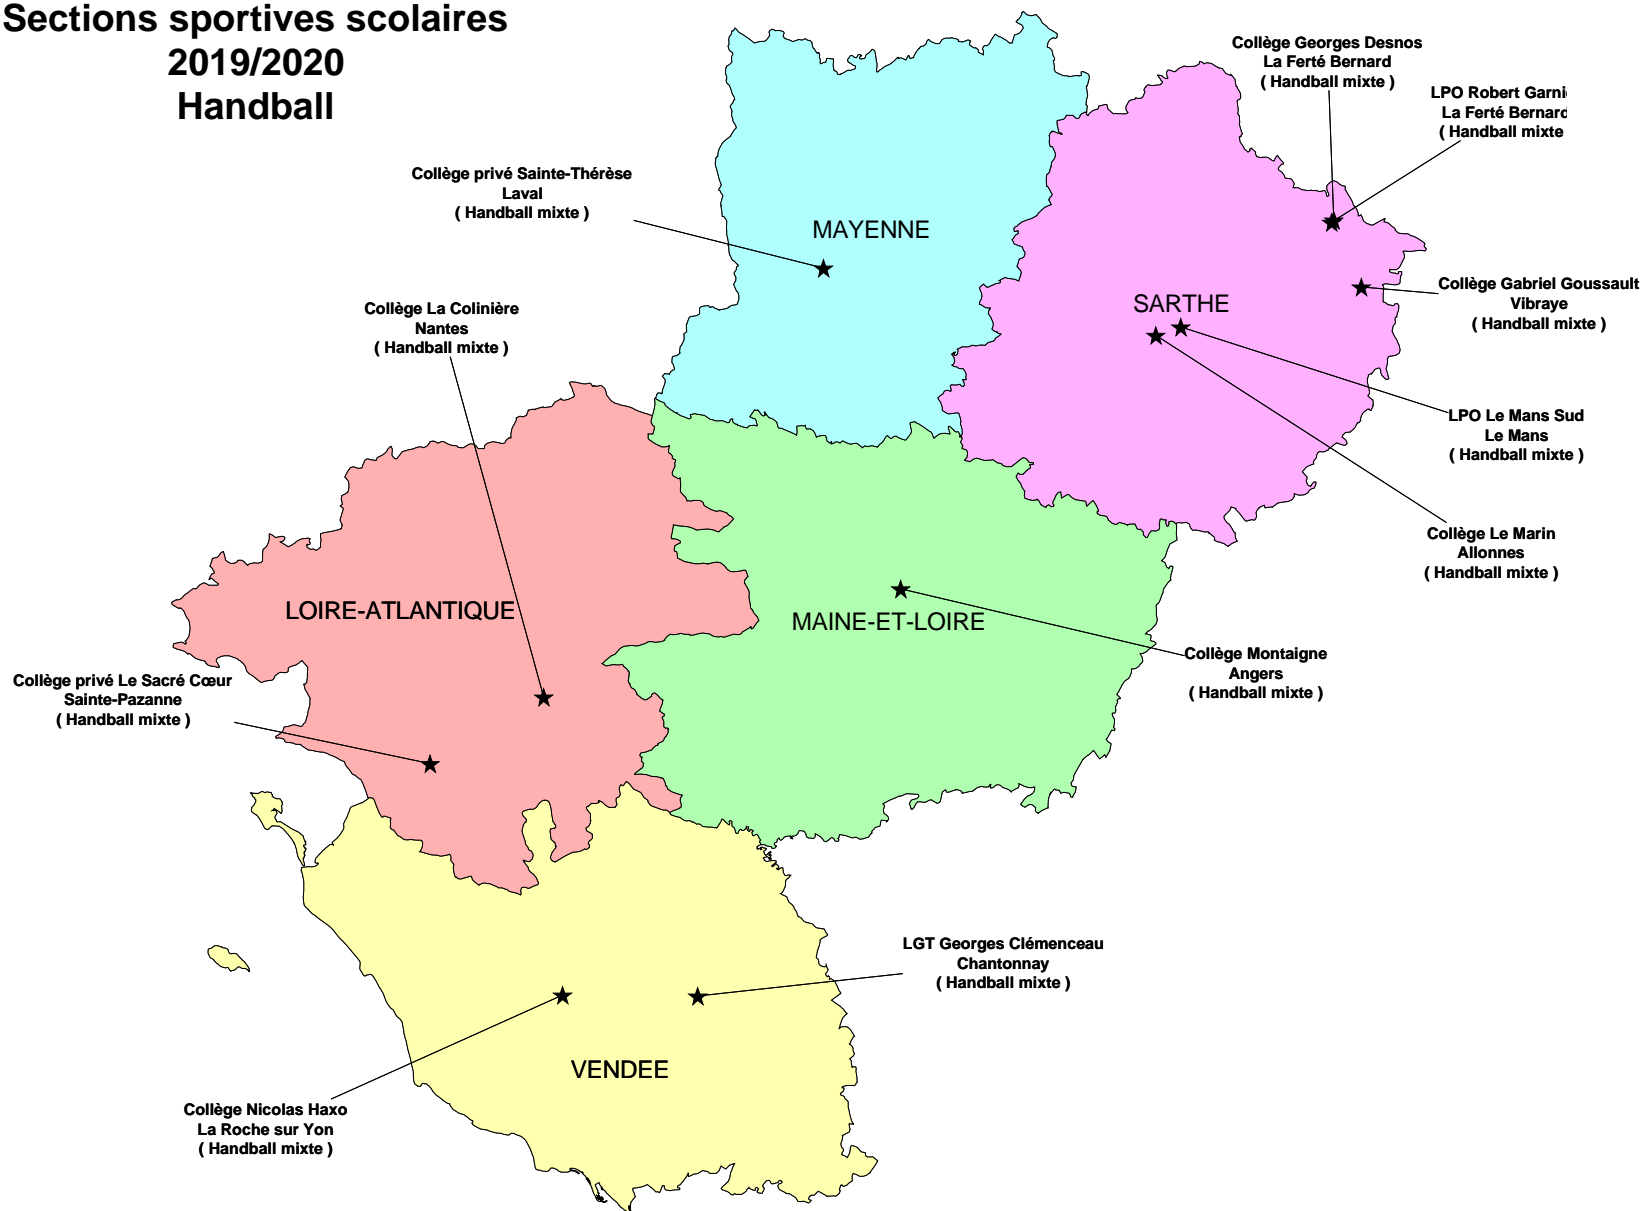 Sections sportives scolaires
2019/2020
Handball
Collège Georges Desnos
La Ferté Bernard
( Handball mixte )
LPO Robert Garni
La Ferté Bernard
( Handball mixte
Collège privé Sainte-Thérèse
Laval
( Handball mixte )
MAYENNE
Collège La Colinière
Nantes
( Handball mixte )
SARTHE
Collège Gabriel Goussault
Vibraye
( Handball mixte )
LPO Le Mans Sud
Le Mans
( Handball mixte )
Collège Le Marin
Allonnes
( Handball mixte )
LOIRE-ATLANTIQUE
MAINE-ET-LOIRE
Collège Montaigne
Angers
( Handball mixte )
Collège privé Le Sacré Cœur
Sainte-Pazanne
( Handball mixte )
LGT Georges Clémenceau
Chantonnay
( Handball mixte )
VENDEE
Collège Nicolas Haxo
La Roche sur Yon
( Handball mixte )